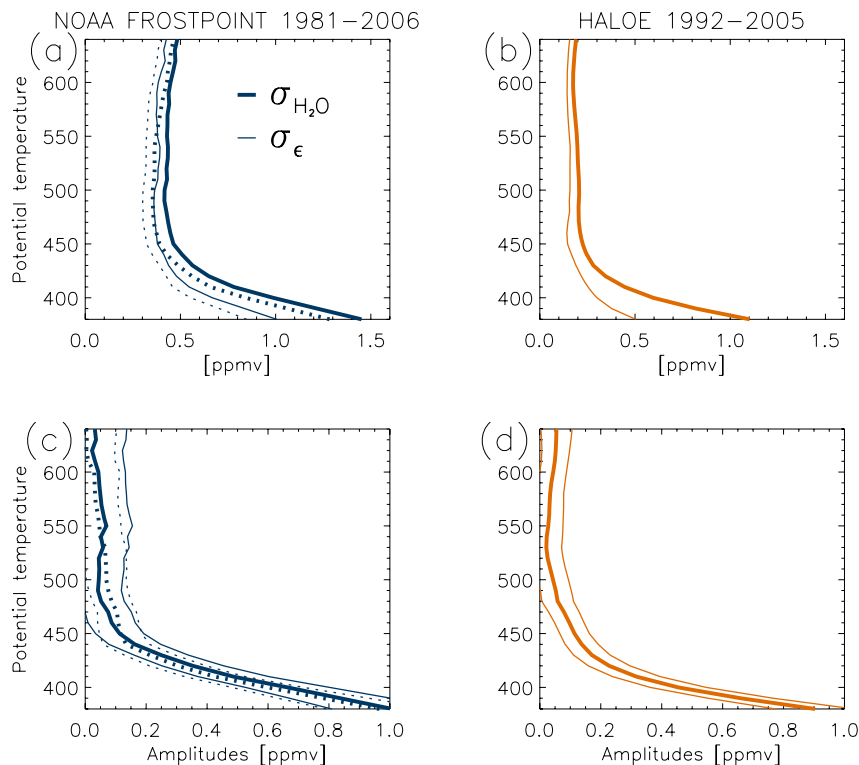 NOAA FROSTPOINT 1981−2006
HALOE 1992−2005
(a)
Potential temperature
600
550
500
450
400
σH₂O
σϵ
0.0 0.5 1.0 1.5
[ppmv]
(b)
Potential temperature
600
550
500
450
400
0.0 0.5 1.0 1.5
[ppmv]
(c)
Potential temperature
600
550
500
450
400
0.0 0.2 0.4 0.6 0.8 1.0
Amplitudes [ppmv]
(d)
Potential temperature
600
550
500
450
400
0.0 0.2 0.4 0.6 0.8 1.0
Amplitudes [ppmv]